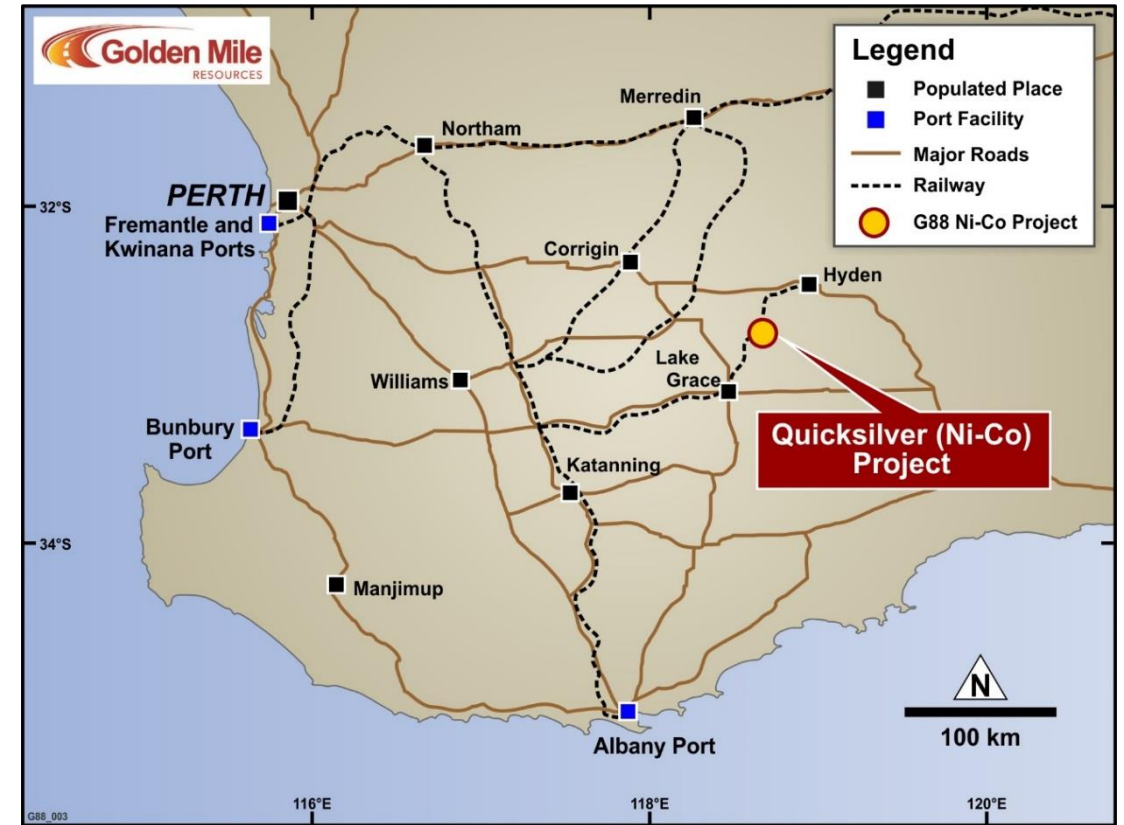 Golden Mile
RESOURCES
Legend
Populated Place
Port Facility
Major Roads
Railway
G88 Ni-Co Project
Merredin
Northam
PERTH
32°S
Fremantle and
Kwinana Ports
Corrigin
Hyden
Lake
Grace
Williams
Bunbury
Port
Quicksilver (Ni-Co)
Project
Katanning
34°S
Manjimup
N
100 km
Albany Port
116°E
118°E
120°E
G88_003